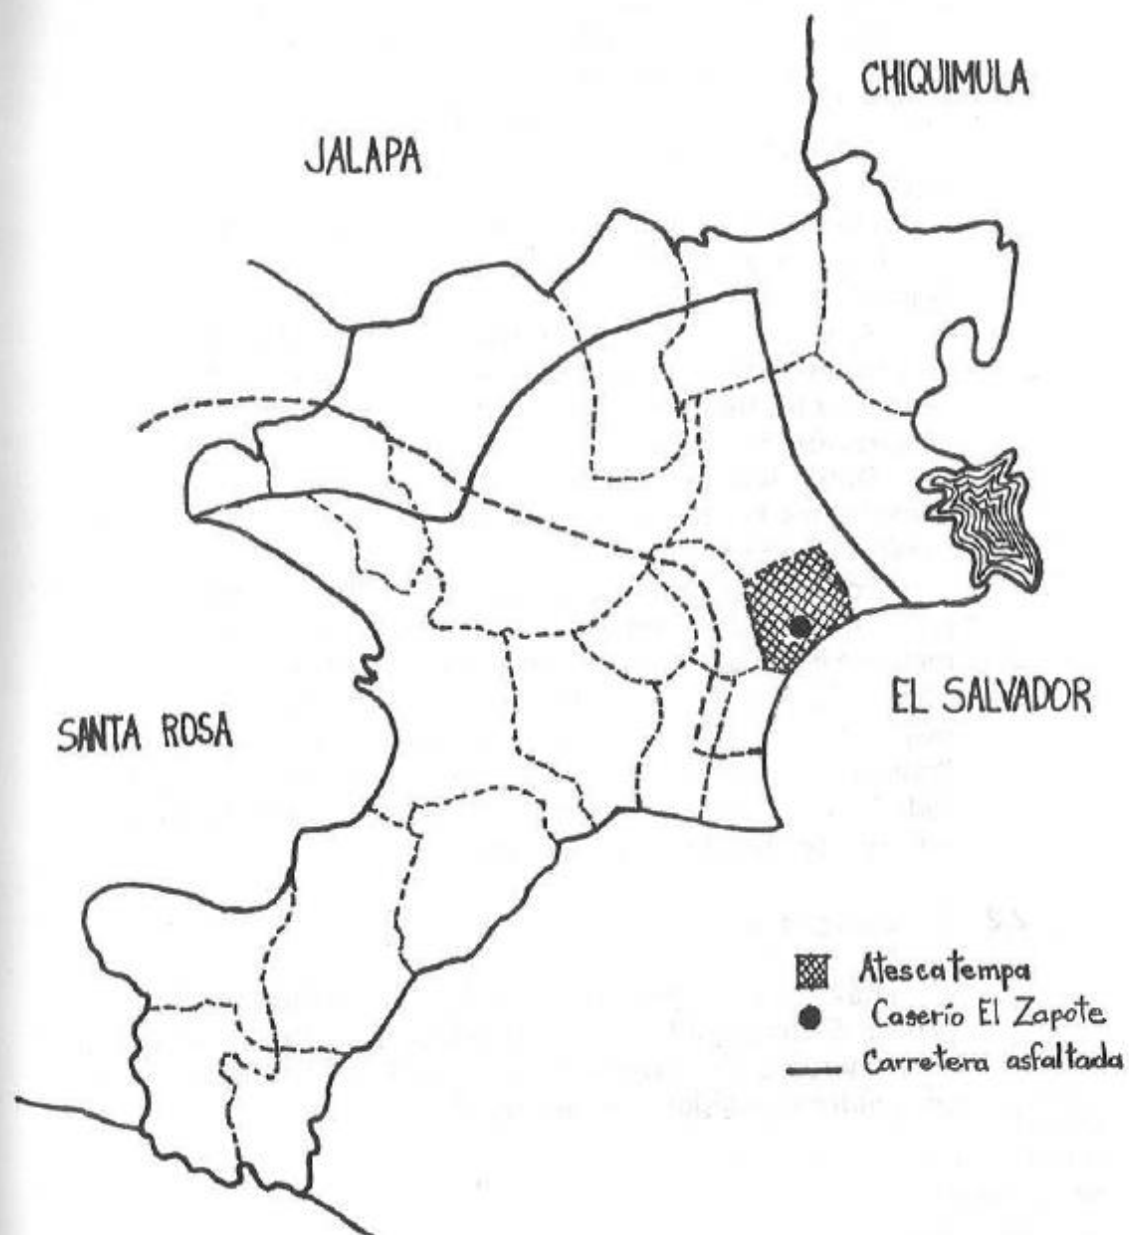 CHIQUIMULA
JALAPA
EL SALVADOR
SANTA ROSA
Atescatempa
Caserío El Zapote
Carretera asfaltada